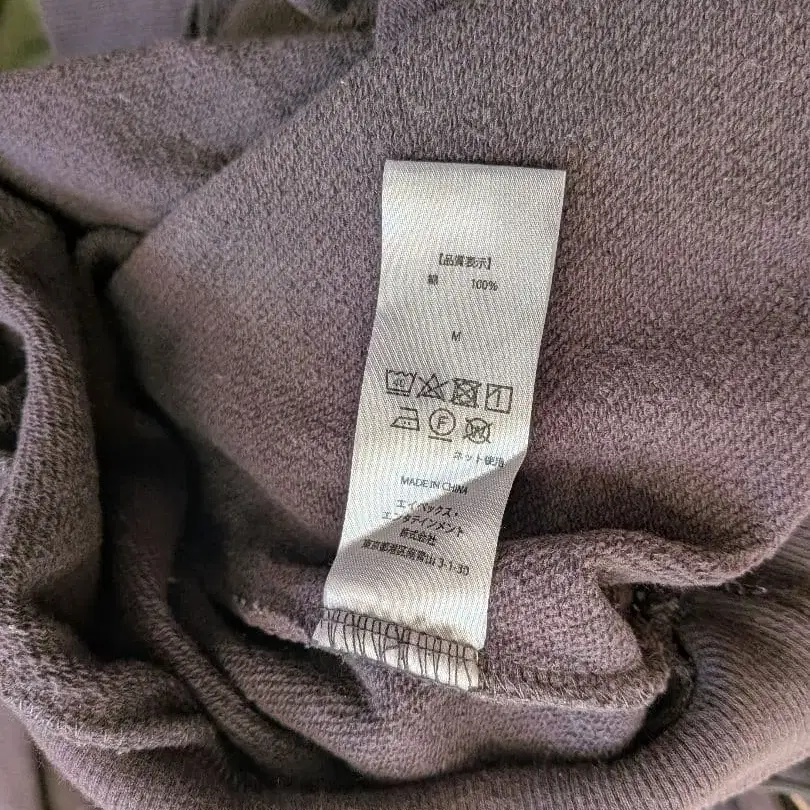 【品質表示】
綿 100%
M
40
1
F W
ネット使用
MADE IN CHINA
エイベックス・
エンタテインメント
株式会社
東京都港区南青山 3-1-30